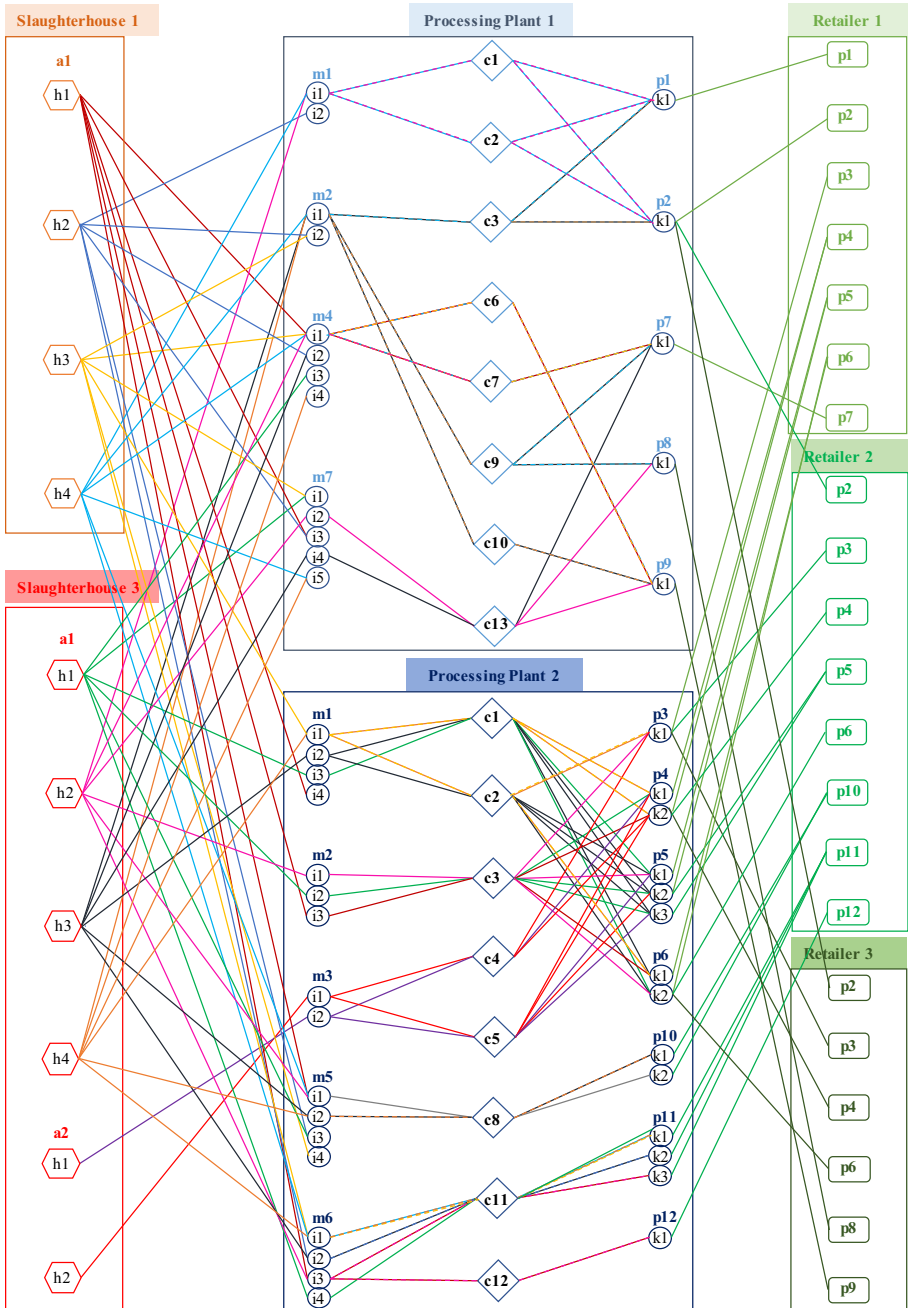 Slaughterhouse 1
a1
h1
h2
h3
h4
Slaughterhouse 3
a1
h1
h2
h3
h4
a2
h1
h2
Processing Plant 1
m1
i1
i2
m2
i1
i2
m4
i1
i2
i3
i4
m7
i1
i2
i3
i4
i5
c1
c2
c3
c6
c7
c9
c10
c13
p1
k1
p2
k1
p7
k1
p8
k1
p9
k1
Processing Plant 2
m1
i1
i2
i3
i4
m2
i1
i2
i3
m3
i1
i2
m5
i1
i2
i3
i4
m6
i1
i2
i3
i4
c1
c2
c3
c4
c5
c8
c11
c12
p3
k1
p4
k1
k2
p5
k1
k2
k3
p6
k1
k2
p10
k1
k2
p11
k1
k2
k3
p12
k1
Retailer 1
p1
p2
p3
p4
p5
p6
p7
Retailer 2
p2
p3
p4
p5
p6
p10
p11
p12
Retailer 3
p2
p3
p4
p6
p8
p9